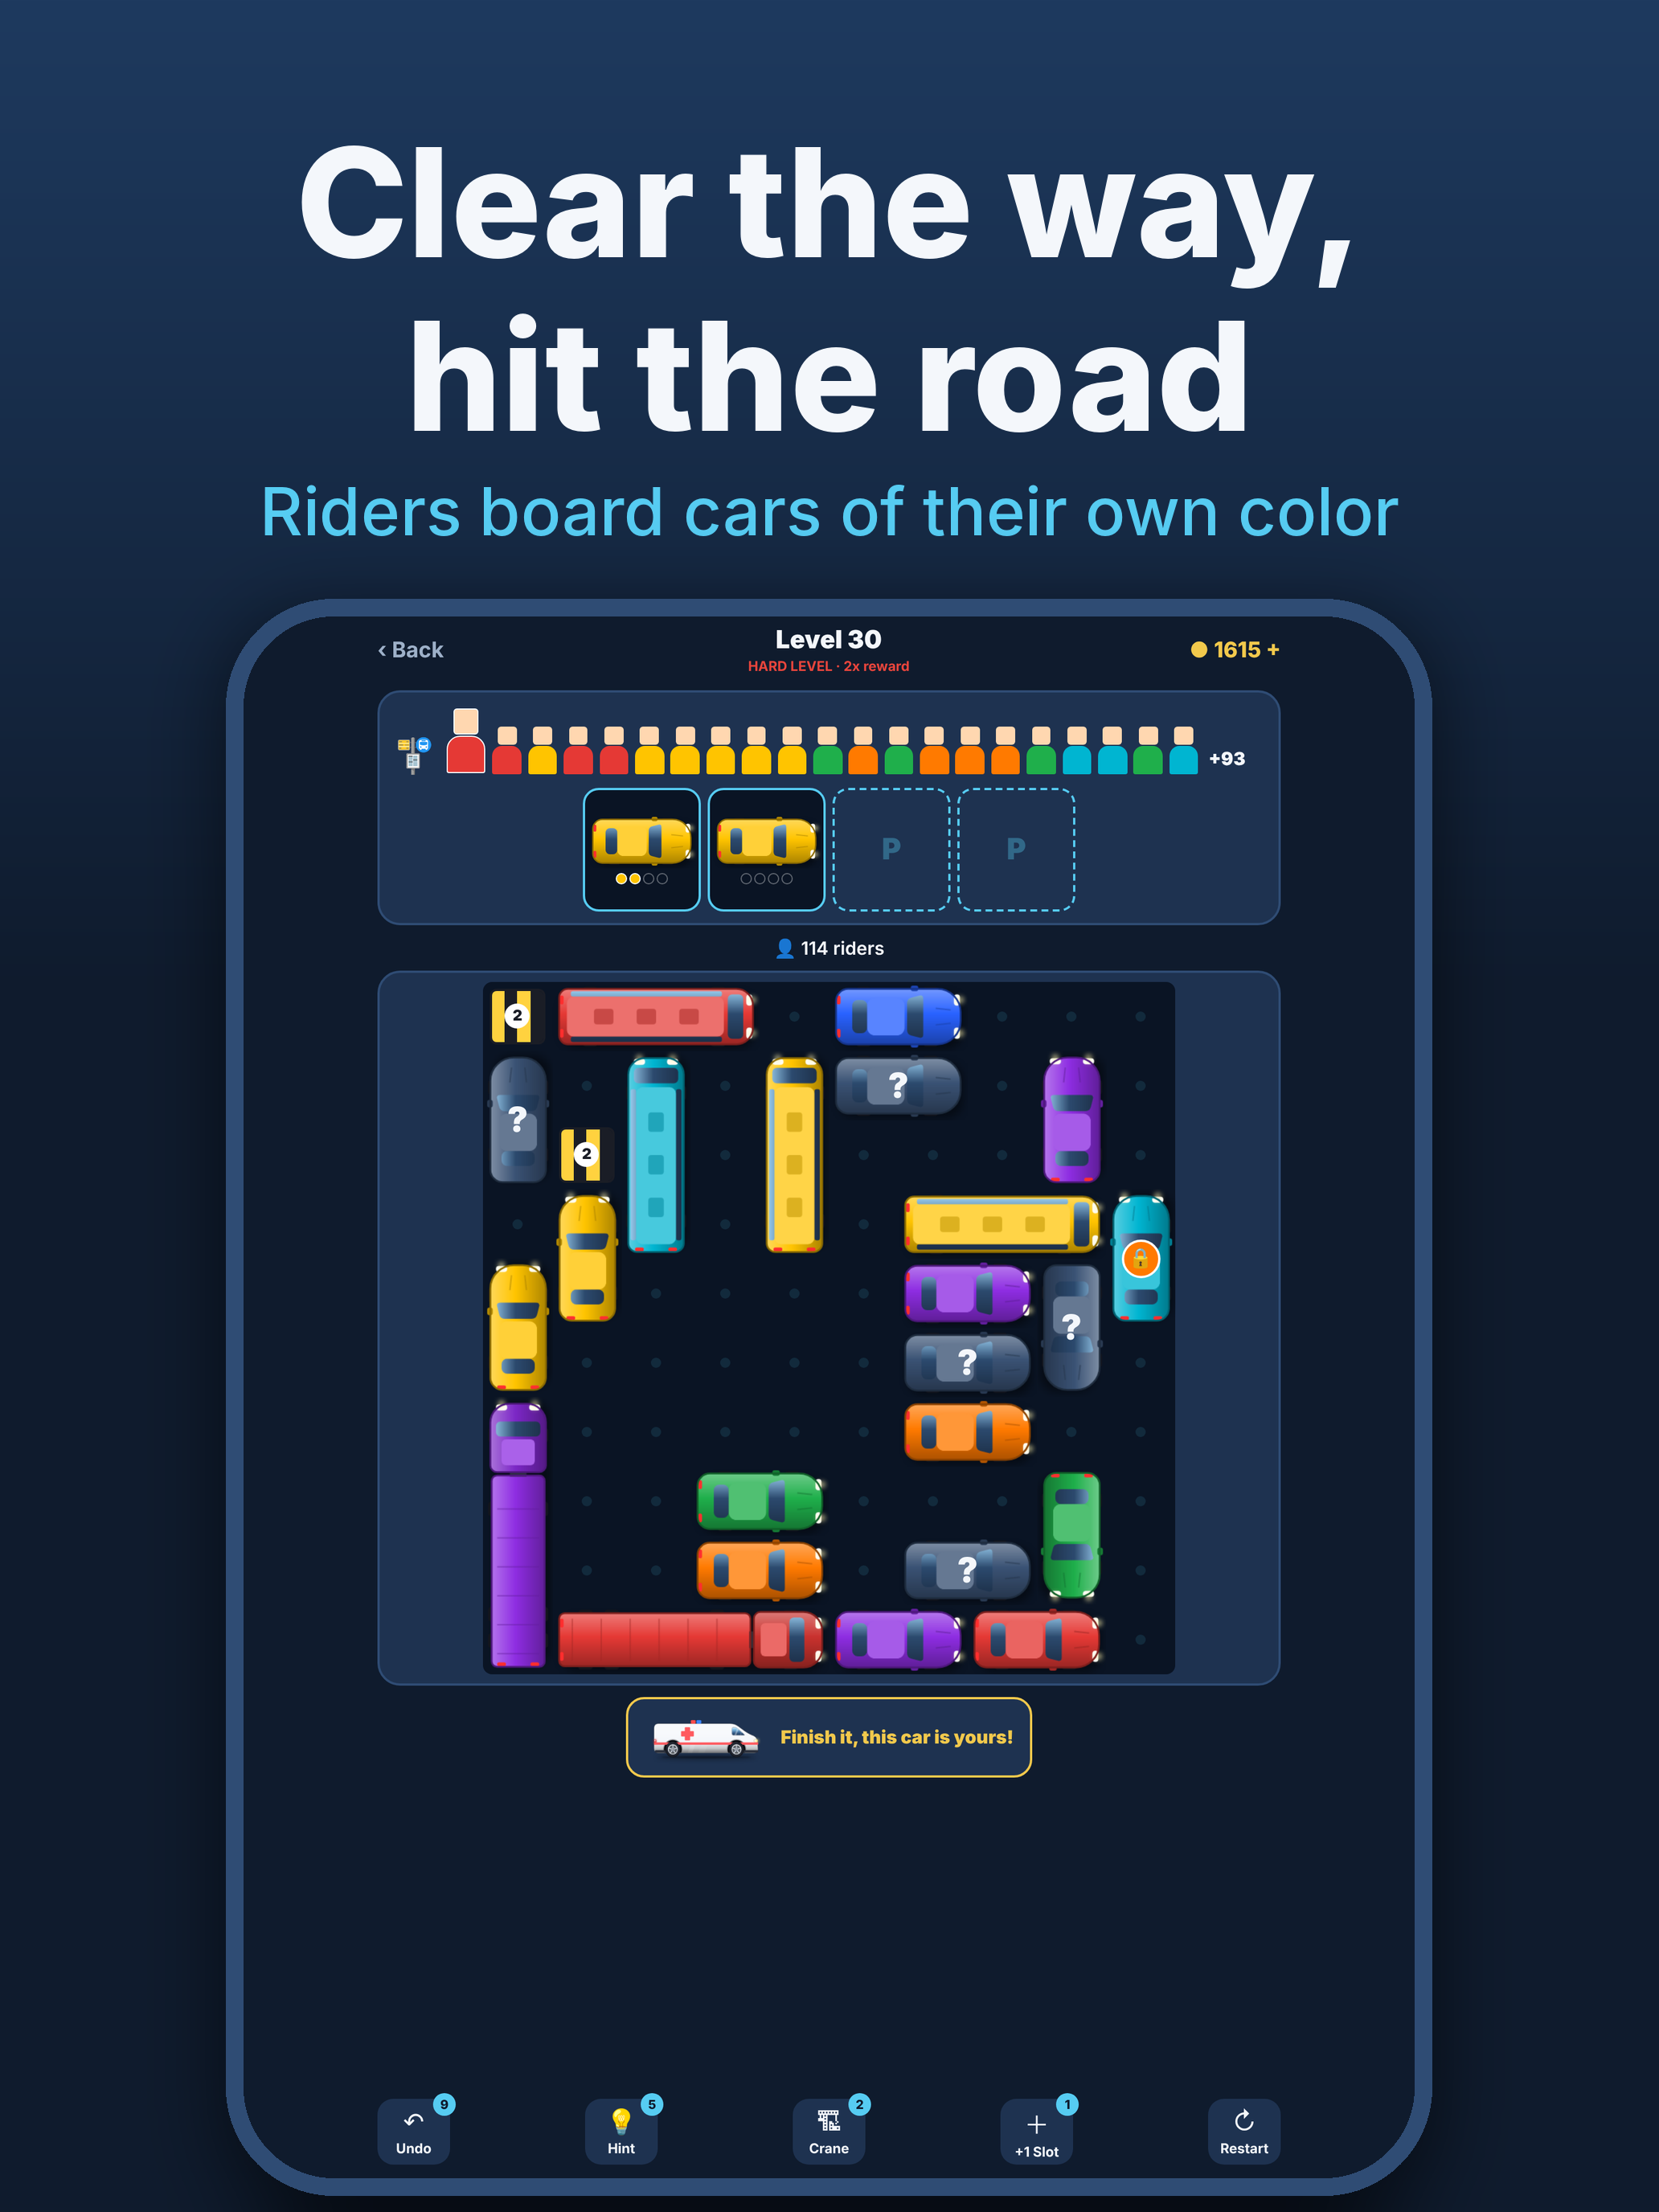 Clear the way,
hit the road
Riders board cars of their own color
‹ Back
Level 30
HARD LEVEL · 2x reward
1615 +
+93
P P
114 riders
2
?
?
2
?
?
?
Finish it, this car is yours!
9
Undo
5
Hint
2
Crane
1
+1 Slot
Restart